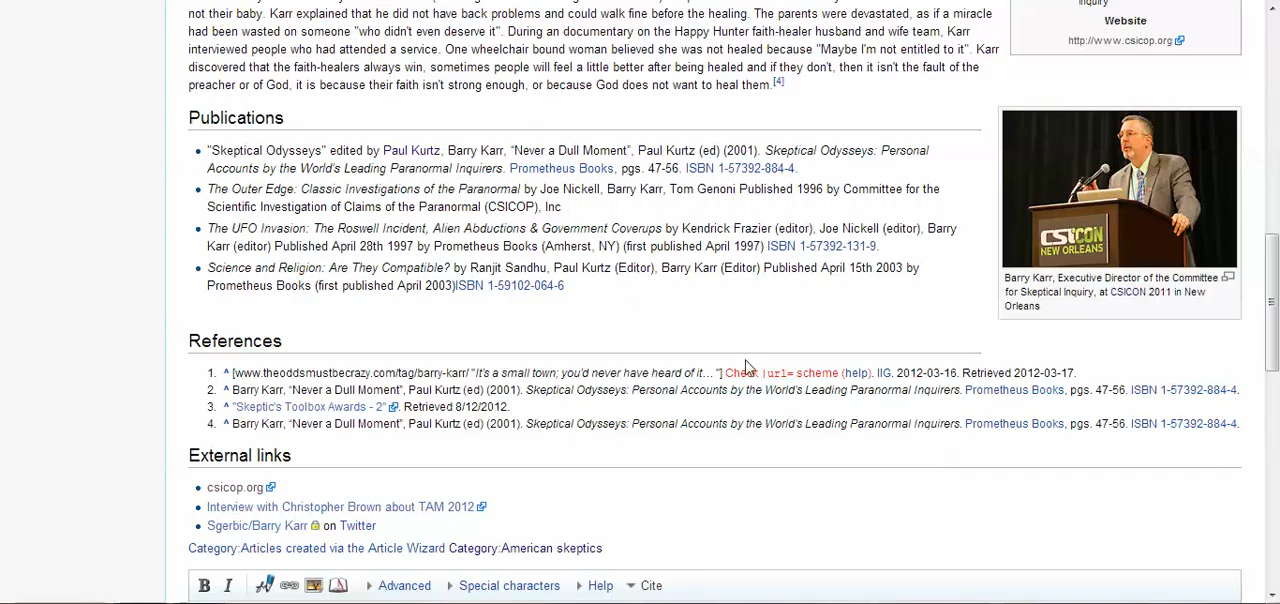 not their baby. Karr explained that he did not have back problems and could walk fine before the healing. The parents were devastated, as if a miracle
had been wasted on someone "who didn't even deserve it". During an documentary on the Happy Hunter faith-healer husband and wife team, Karr
interviewed people who had attended a service. One wheelchair bound woman believed she was not healed because "Maybe I'm not entitled to it". Karr
discovered that the faith-healers always win, sometimes people will feel a little better after being healed and if they don't, then it isn't the fault of the
preacher or of God, it is because their faith isn't strong enough, or because God does not want to heal them.[4]
Inquiry
Website
http://www.csicop.org
Publications
• "Skeptical Odysseys" edited by Paul Kurtz, Barry Karr, “Never a Dull Moment”, Paul Kurtz (ed) (2001). Skeptical Odysseys: Personal
Accounts by the World's Leading Paranormal Inquirers. Prometheus Books, pgs. 47-56. ISBN 1-57392-884-4.
• The Outer Edge: Classic Investigations of the Paranormal by Joe Nickell, Barry Karr, Tom Genoni Published 1996 by Committee for the
Scientific Investigation of Claims of the Paranormal (CSICOP), Inc
• The UFO Invasion: The Roswell Incident, Alien Abductions & Government Coverups by Kendrick Frazier (editor), Joe Nickell (editor), Barry
Karr (editor) Published April 28th 1997 by Prometheus Books (Amherst, NY) (first published April 1997) ISBN 1-57392-131-9.
• Science and Religion: Are They Compatible? by Ranjit Sandhu, Paul Kurtz (Editor), Barry Karr (Editor) Published April 15th 2003 by
Prometheus Books (first published April 2003)ISBN 1-59102-064-6
CSICON
NEW ORLEANS
Barry Karr, Executive Director of the Committee
for Skeptical Inquiry, at CSICON 2011 in New
Orleans
References
1. ^ [www.theoddsmustbecrazy.com/tag/barry-karr/ "It's a small town; you'd never have heard of it… "] Check |url= scheme (help). IIG. 2012-03-16. Retrieved 2012-03-17.
2. ^ Barry Karr, “Never a Dull Moment”, Paul Kurtz (ed) (2001). Skeptical Odysseys: Personal Accounts by the World's Leading Paranormal Inquirers. Prometheus Books, pgs. 47-56. ISBN 1-57392-884-4.
3. ^ "Skeptic's Toolbox Awards - 2". Retrieved 8/12/2012.
4. ^ Barry Karr, “Never a Dull Moment”, Paul Kurtz (ed) (2001). Skeptical Odysseys: Personal Accounts by the World's Leading Paranormal Inquirers. Prometheus Books, pgs. 47-56. ISBN 1-57392-884-4.
External links
• csicop.org
• Interview with Christopher Brown about TAM 2012
• Sgerbic/Barry Karr on Twitter
Category:Articles created via the Article Wizard Category:American skeptics
B I Advanced Special characters Help Cite